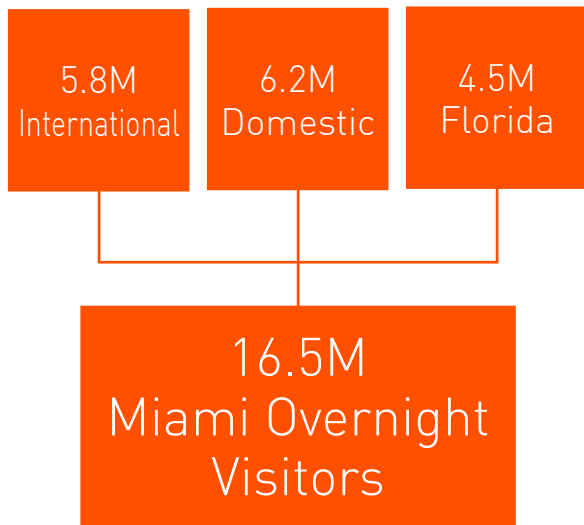 5.8M
International
6.2M
Domestic
4.5M
Florida
16.5M
Miami Overnight
Visitors